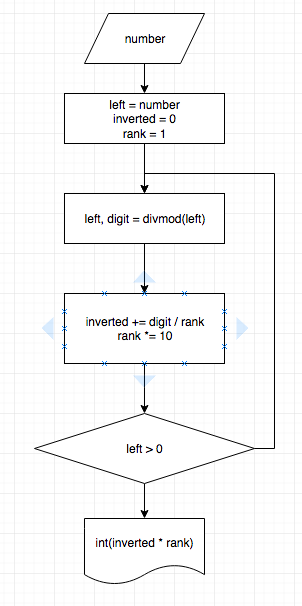 number
left = number
inverted = 0
rank = 1
left, digit = divmod(left)
inverted += digit / rank
rank *= 10
left > 0
int(inverted * rank)